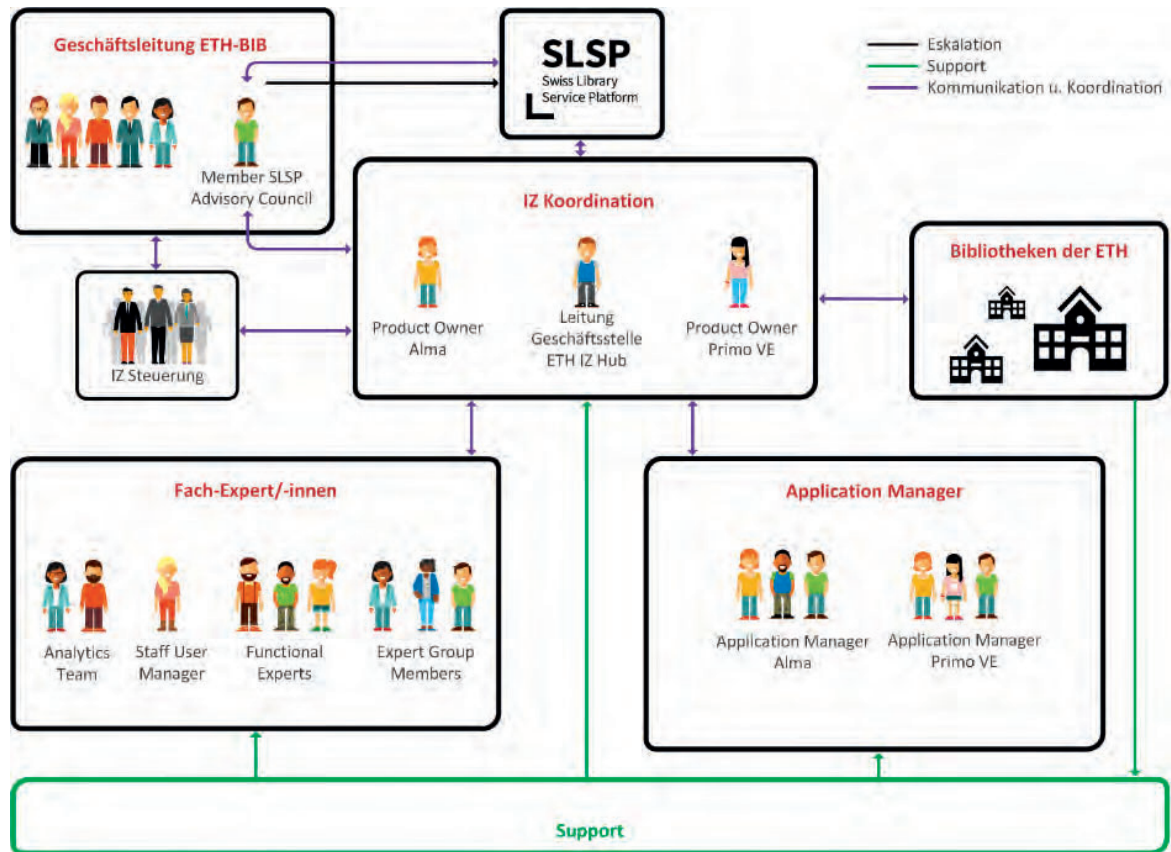 Geschäftsleitung ETH-BIB
Member SLSP
Advisory Council
SLSP
Swiss Library
Service Platform
Eskalation
Support
Kommunikation u. Koordination
IZ Steuerung
IZ Koordination
Product Owner
Alma
Leitung
Geschäftsstelle
ETH IZ Hub
Product Owner
Primo VE
Bibliotheken der ETH
Fach-Expert/-innen
Analytics
Team
Staff User
Manager
Functional
Experts
Expert Group
Members
Application Manager
Application Manager
Alma
Application Manager
Primo VE
Support